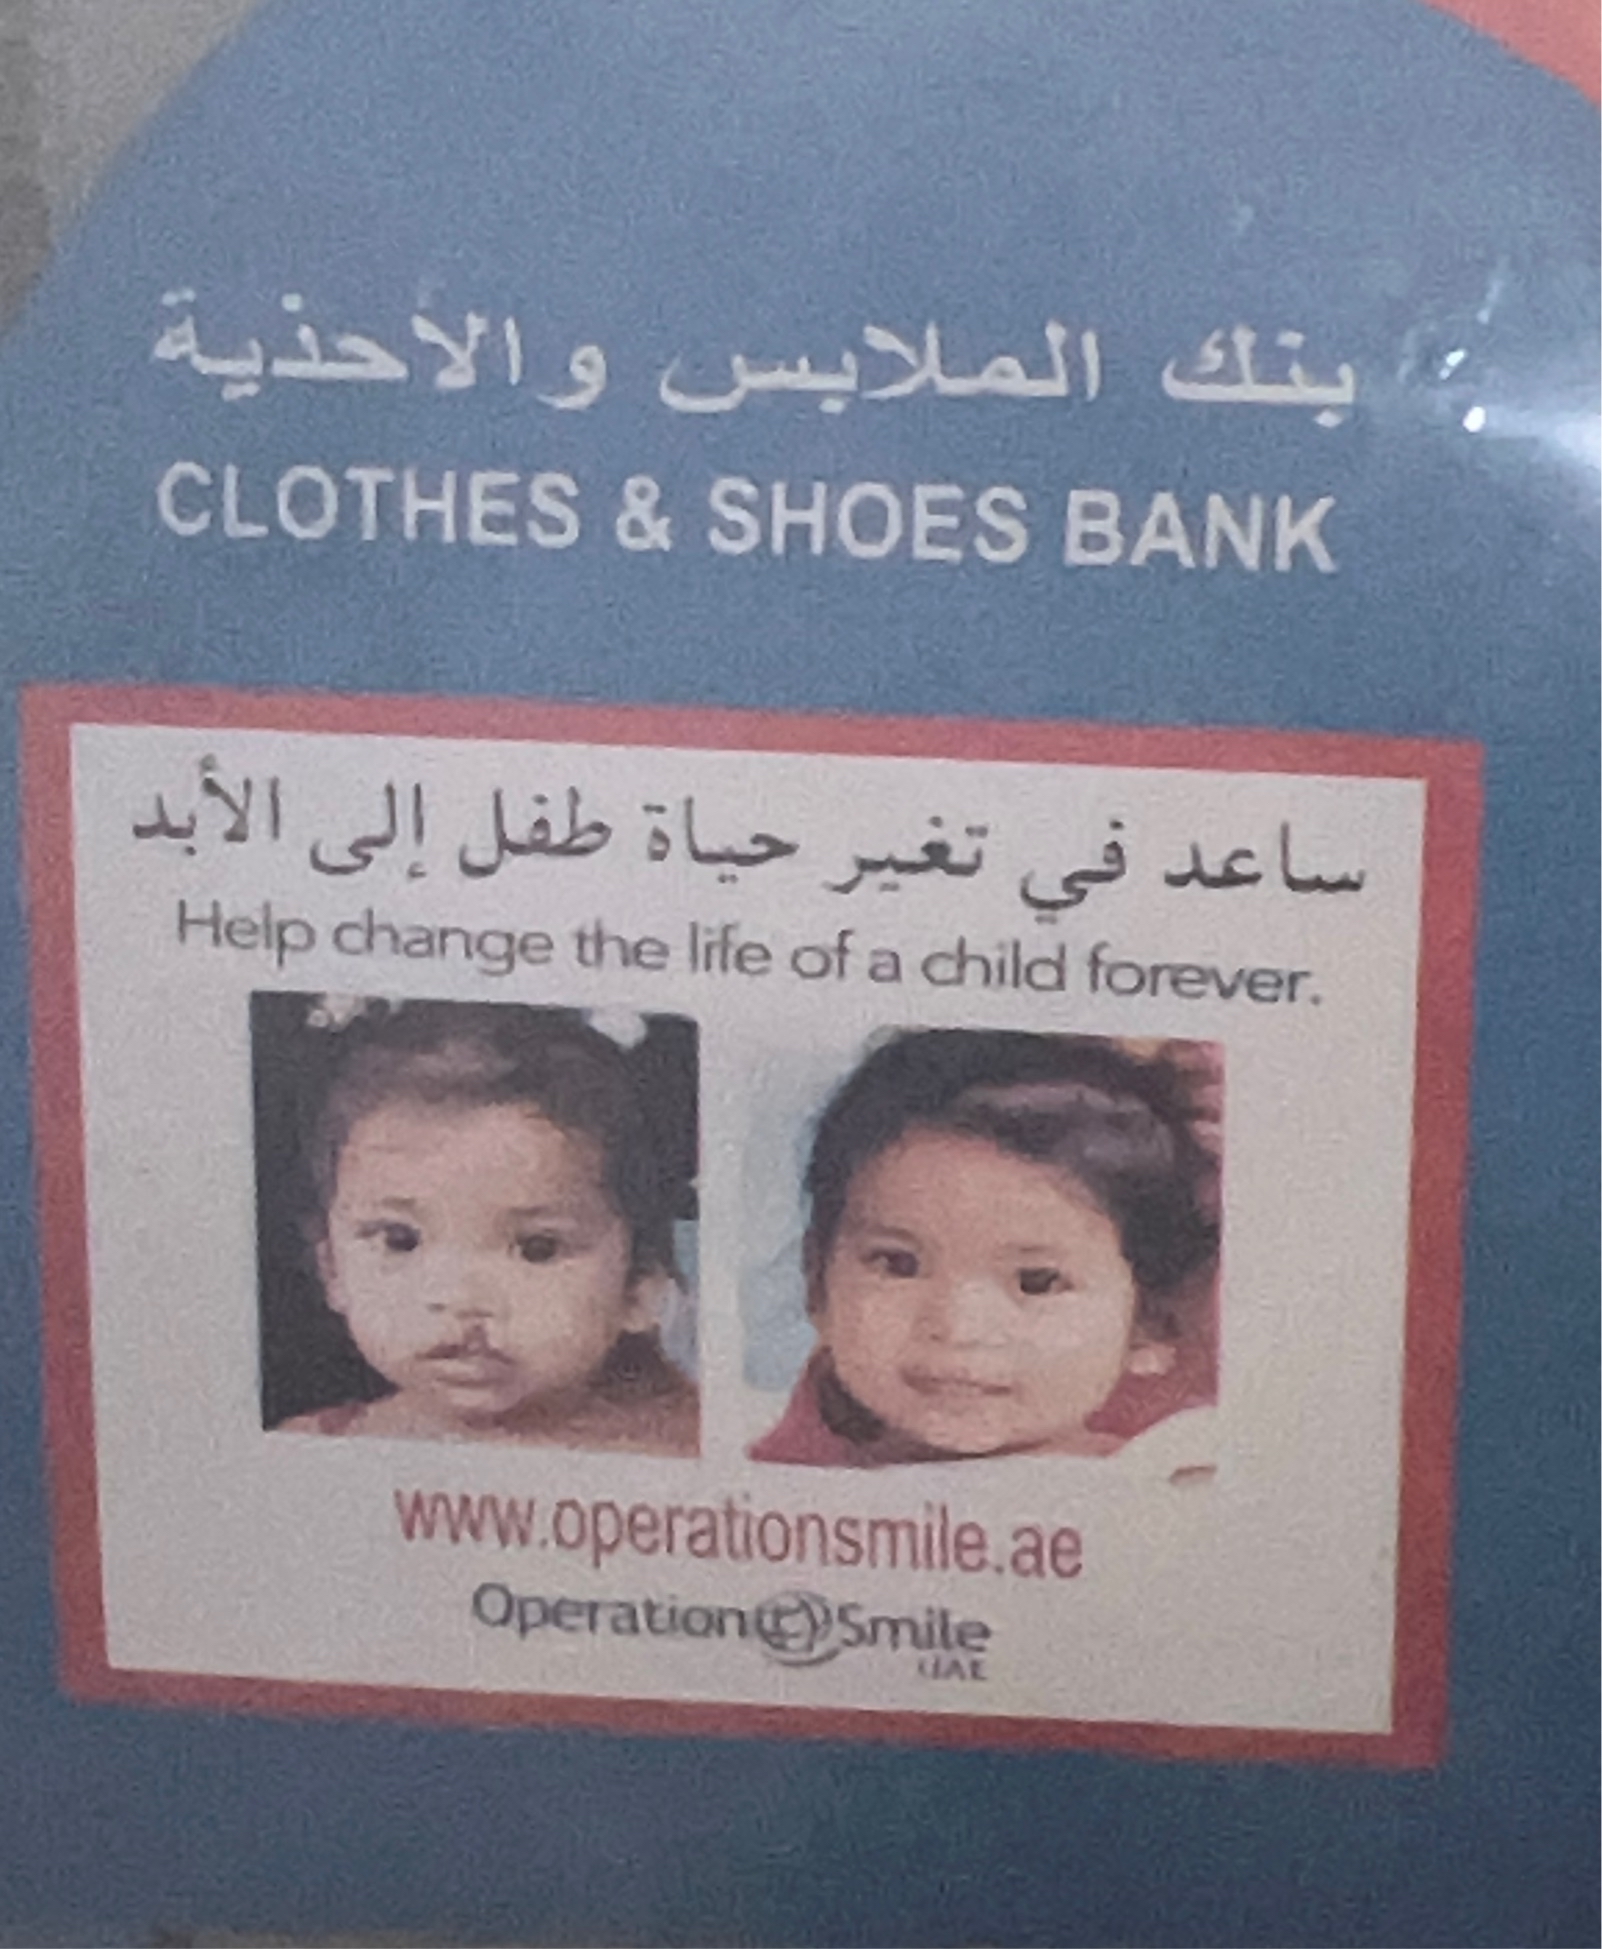 بنك الملابس والأحذية
CLOTHES & SHOES BANK
ساعد في تغير حياة طفل إلى الأبد
Help change the life of a child forever.
www.operationsmile.ae
Operation Smile
UAE